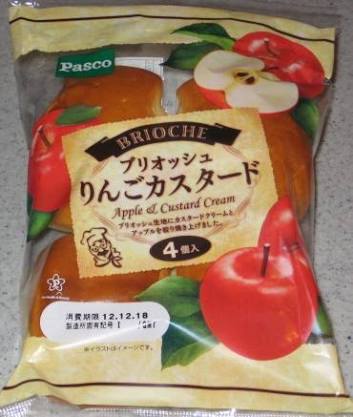 Pasco
BRIOCHE
ブリオッシュ
りんごカスタード
Apple & Custard Cream
ブリオッシュ生地にカスタードクリームと
アップルを絞り焼き上げました。
4個入
消費期限 12.12.18
製造所固有記号【
※イラストはイメージです。